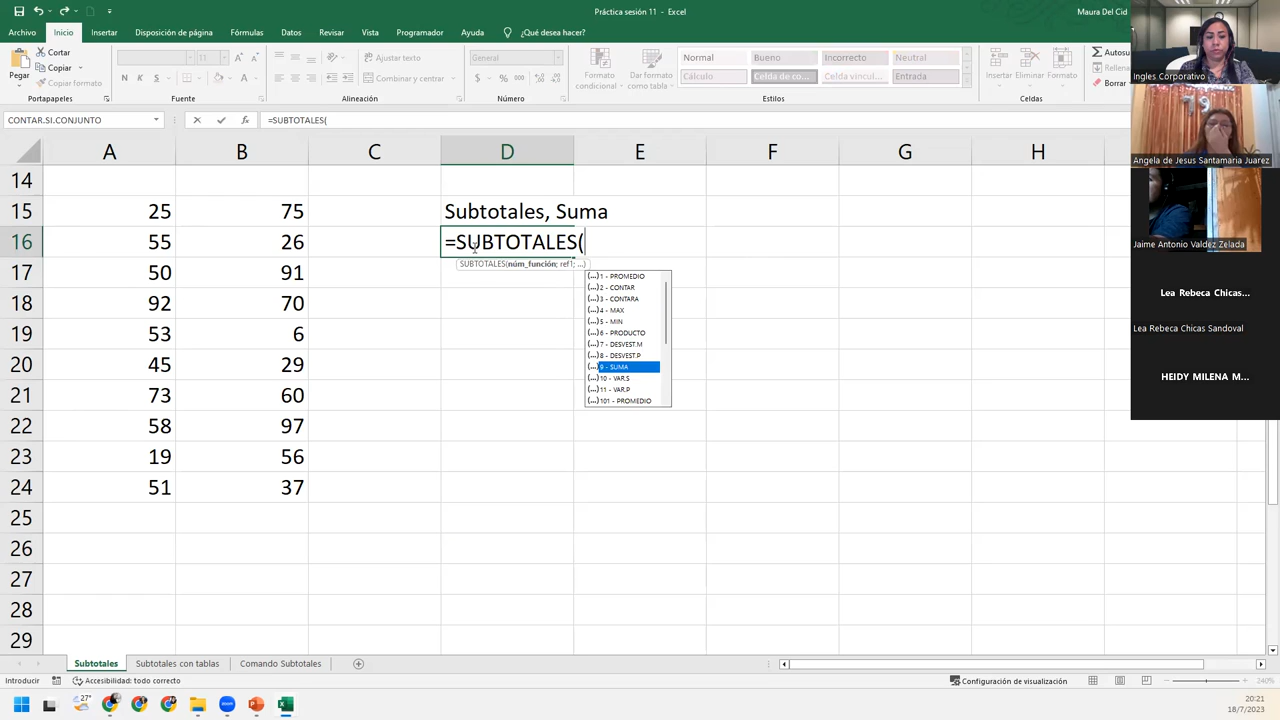 Práctica sesión 11 - Excel
Maura Del Cid
Archivo Inicio Insertar Disposición de página Fórmulas Datos Revisar Vista Programador Ayuda ¿Qué desea hacer?
Pegar
Cortar
Copiar
Copiar formato
Portapapeles
N K S
Fuente
Ajustar texto
Combinar y centrar
Alineación
General
Número
Formato condicional
Dar formato como tabla
Normal Bueno Incorrecto Neutral
Cálculo Celda de co... Celda vincul... Entrada
Estilos
Insertar Eliminar Formato
Celdas
Autosu
Rellena
Borrar
CONTAR.SI.CONJUNTO
fx =SUBTOTALES(
A B C D E F G H
14
15 25 75 Subtotales, Suma
16 55 26 =SUBTOTALES(
SUBTOTALES(núm_función; ref1; ...)
17 50 91
18 92 70
19 53 6
20 45 29
21 73 60
22 58 97
23 19 56
24 51 37
25
26
27
28
29
(...) 1 - PROMEDIO
(...) 2 - CONTAR
(...) 3 - CONTARA
(...) 4 - MAX
(...) 5 - MIN
(...) 6 - PRODUCTO
(...) 7 - DESVEST.M
(...) 8 - DESVEST.P
(...) 9 - SUMA
(...) 10 - VAR.S
(...) 11 - VAR.P
(...) 101 - PROMEDIO
Ingles Corporativo
79
Angela de Jesus Santamaria Juarez
Jaime Antonio Valdez Zelada
Lea Rebeca Chicas...
Lea Rebeca Chicas Sandoval
HEIDY MILENA M...
Subtotales Subtotales con tablas Comando Subtotales
Introducir Accesibilidad: todo correcto
Configuración de visualización
240%
27°
20:21
18/7/2023